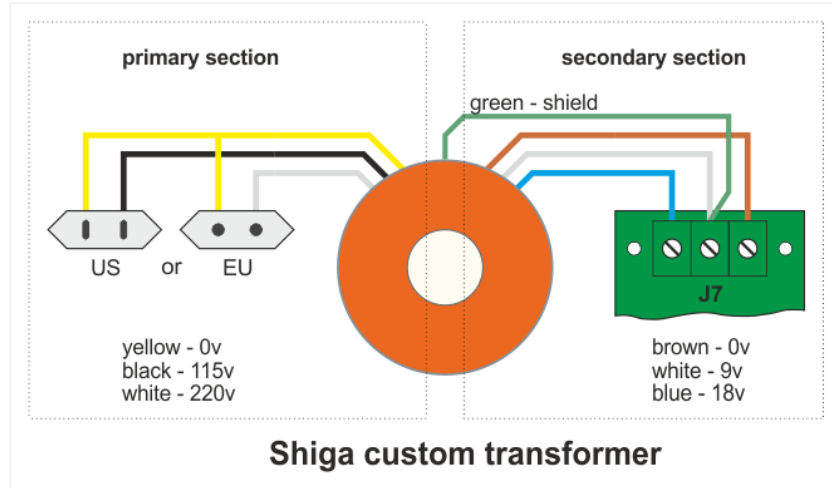 primary section
secondary section
green - shield
US or EU
J7
yellow - 0v
black - 115v
white - 220v
brown - 0v
white - 9v
blue - 18v
Shiga custom transformer